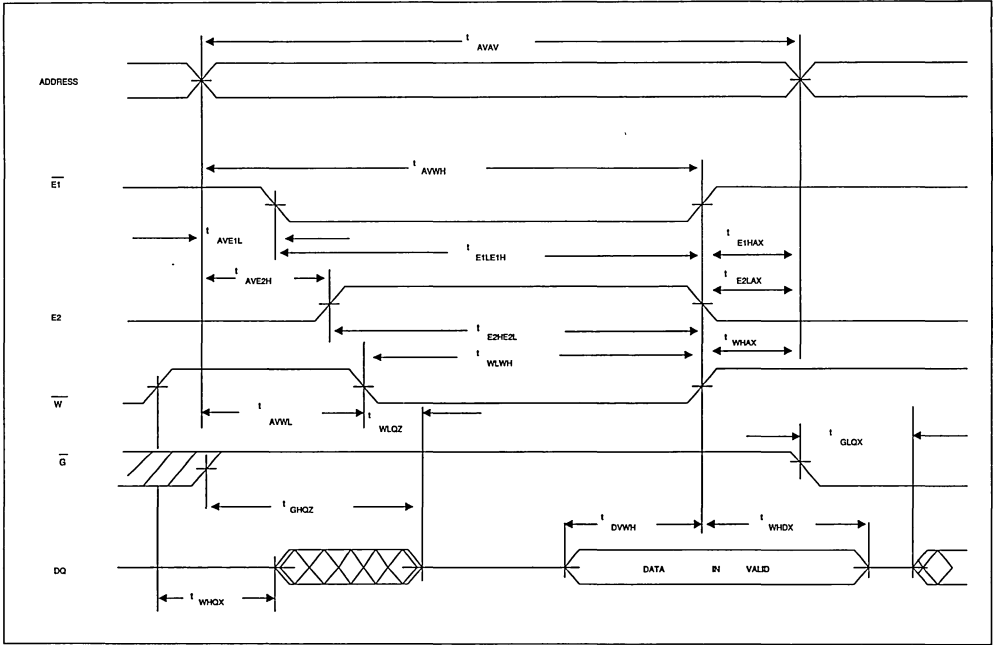 t AVAV
ADDRESS
t AVWH
E1
t AVE1L
t E1HAX
t E1LE1H
t AVE2H
t E2LAX
E2
t E2HE2L
t WHAX
t WLWH
W
t AVWL
t WLQZ
t GLQX
G
t GHQZ
t DVWH
t WHDX
DQ
DATA IN VALID
t WHQX